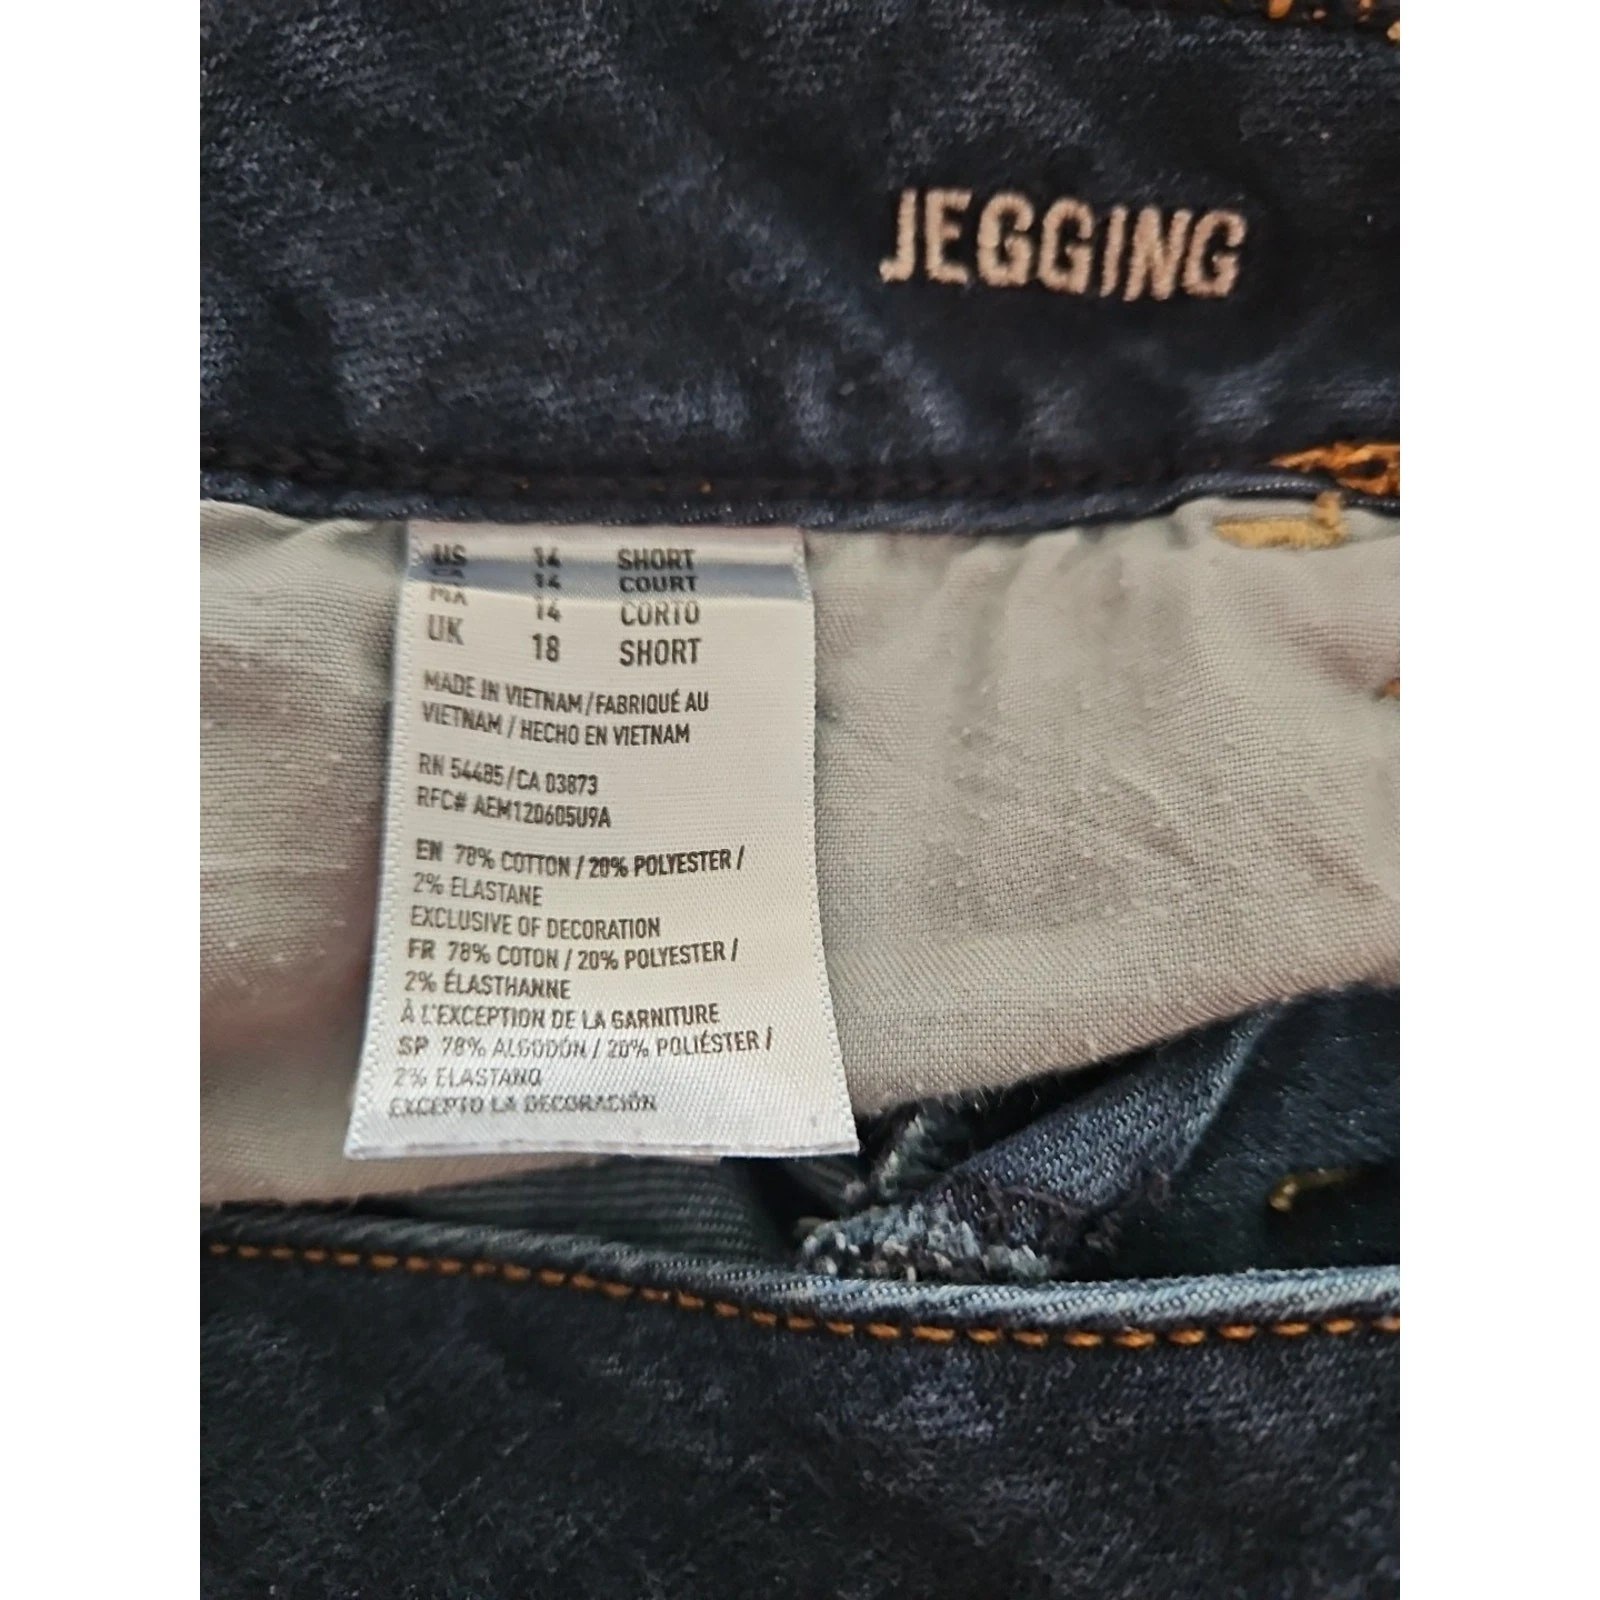 JEGGING
US 14 SHORT
CA 14 COURT
MX 14 CORTO
UK 18 SHORT
MADE IN VIETNAM / FABRIQUÉ AU
VIETNAM / HECHO EN VIETNAM
RN 54485 / CA 03873
RFC# AEM120605U9A
EN 78% COTTON / 20% POLYESTER /
2% ELASTANE
EXCLUSIVE OF DECORATION
FR 78% COTON / 20% POLYESTER /
2% ÉLASTHANNE
À L'EXCEPTION DE LA GARNITURE
SP 78% ALGODÓN / 20% POLIÉSTER /
2% ELASTANO
EXCEPTO LA DECORACIÓN